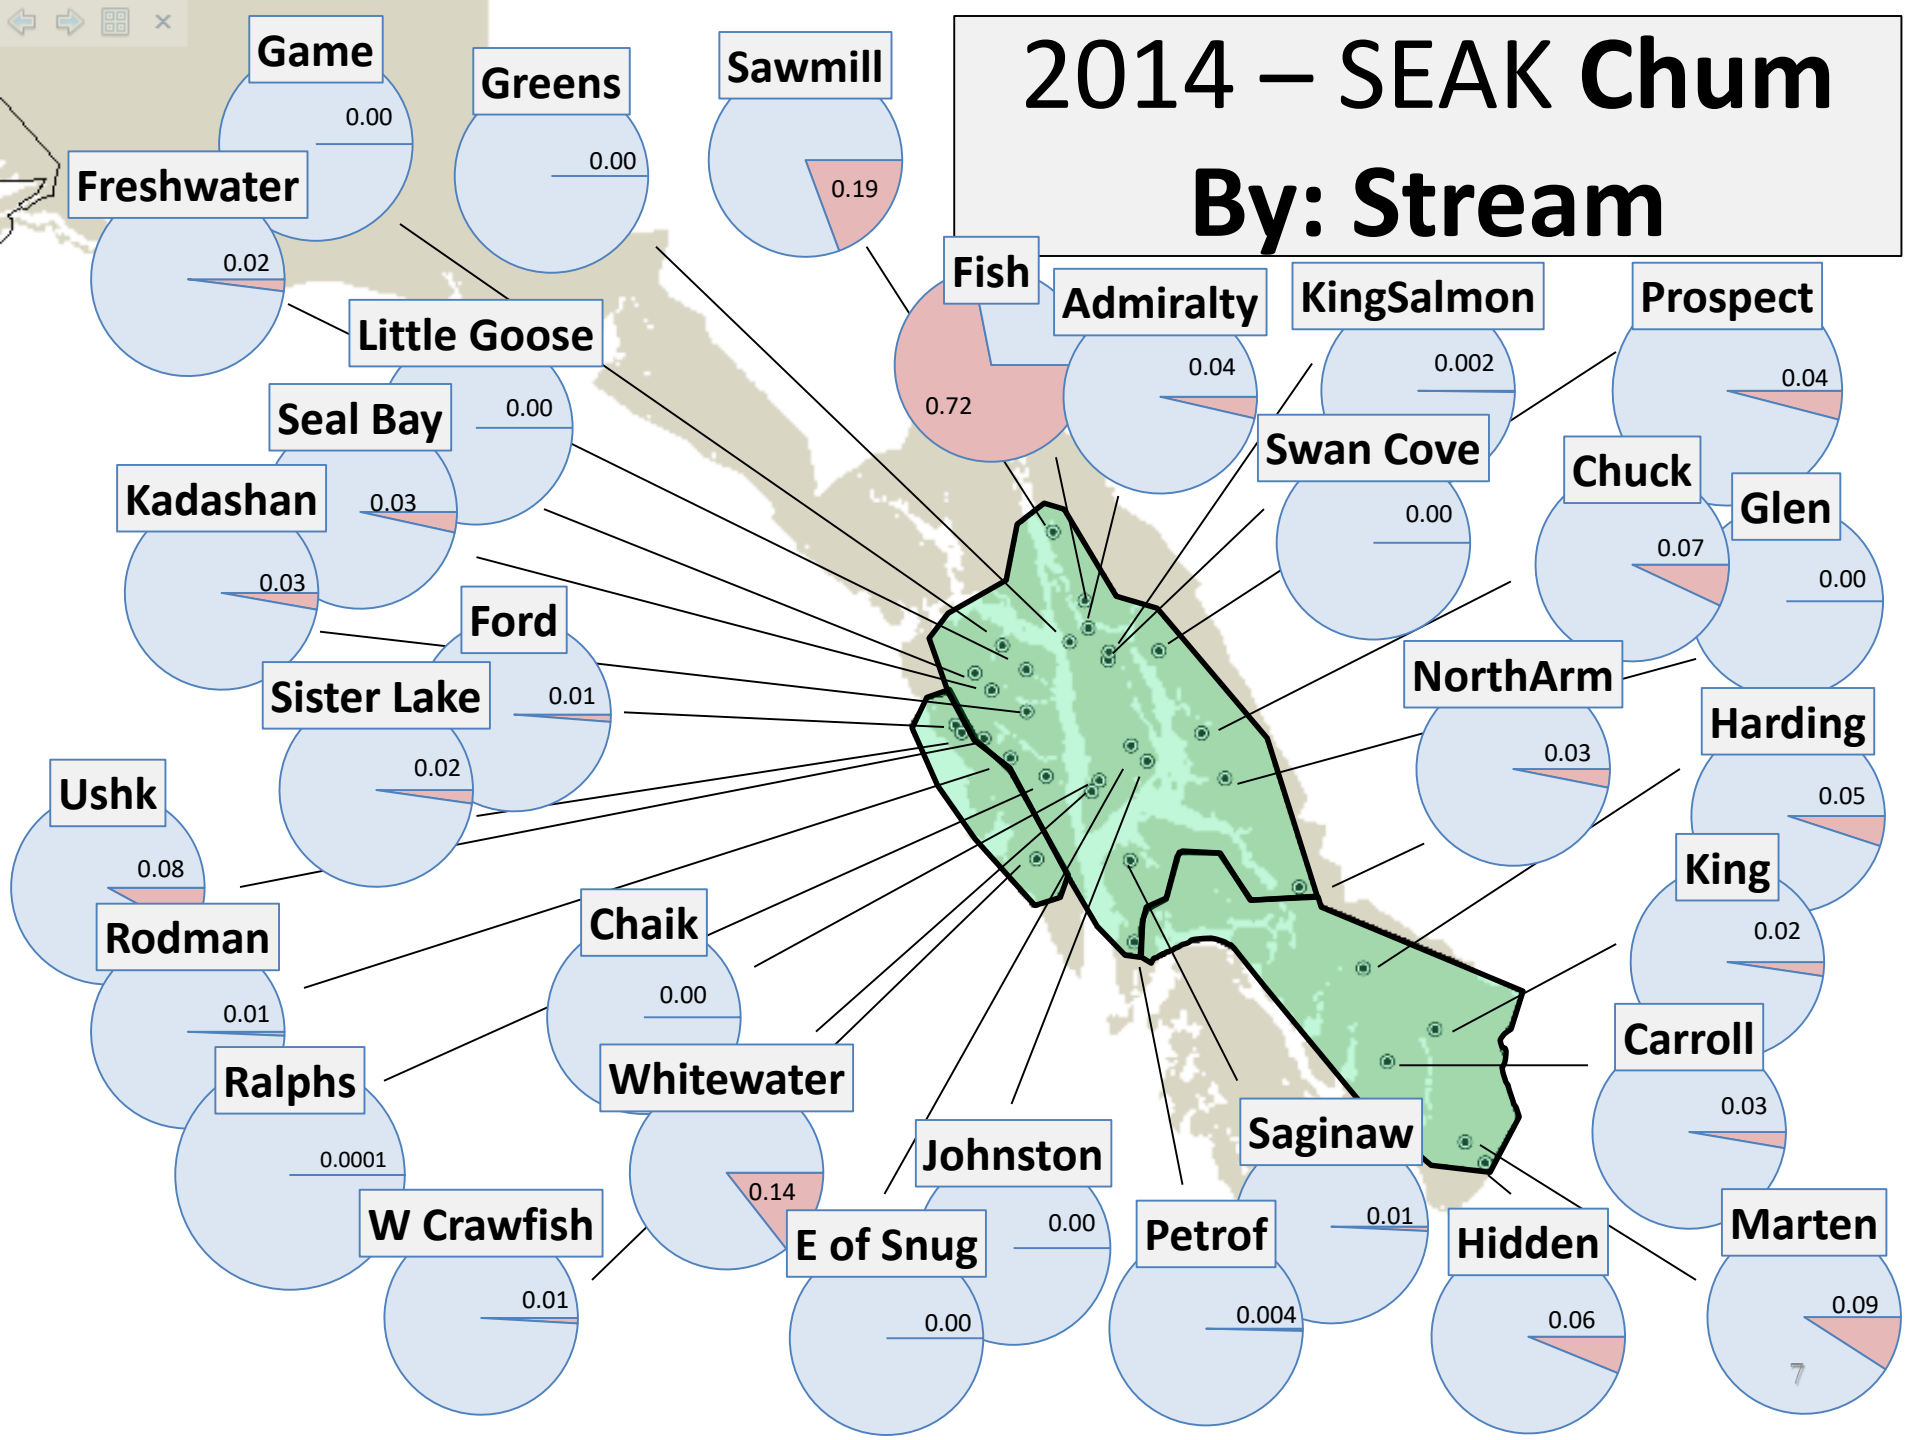 2014 – SEAK Chum
By: Stream
Game
0.00
Greens
0.00
Sawmill
0.19
Freshwater
0.02
Fish
0.72
Admiralty
0.04
KingSalmon
0.002
Prospect
0.04
Little Goose
0.00
Seal Bay
0.03
Swan Cove
0.00
Chuck
0.07
Glen
0.00
Kadashan
0.03
Ford
0.01
Sister Lake
0.02
NorthArm
0.03
Harding
0.05
Ushk
0.08
King
0.02
Rodman
0.01
Chaik
0.00
Carroll
0.03
Ralphs
0.0001
Whitewater
0.14
Johnston
0.00
Saginaw
0.01
W Crawfish
0.01
E of Snug
0.00
Petrof
0.004
Hidden
0.06
Marten
0.09
7